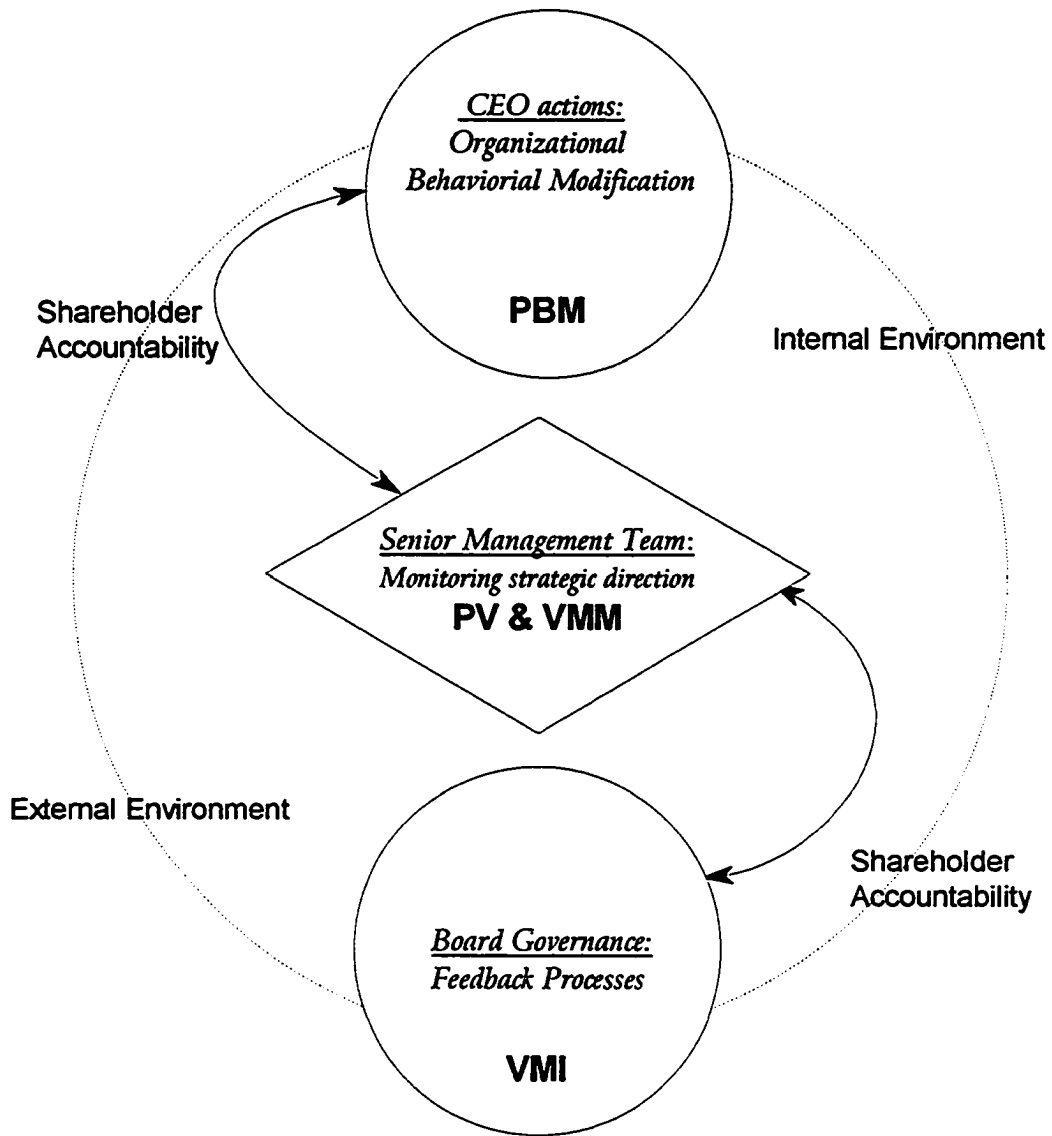 CEO actions:
Organizational
Behaviorial Modification
PBM
Shareholder
Accountability
Internal Environment
Senior Management Team:
Monitoring strategic direction
PV & VMM
External Environment
Shareholder
Accountability
Board Governance:
Feedback Processes
VMI